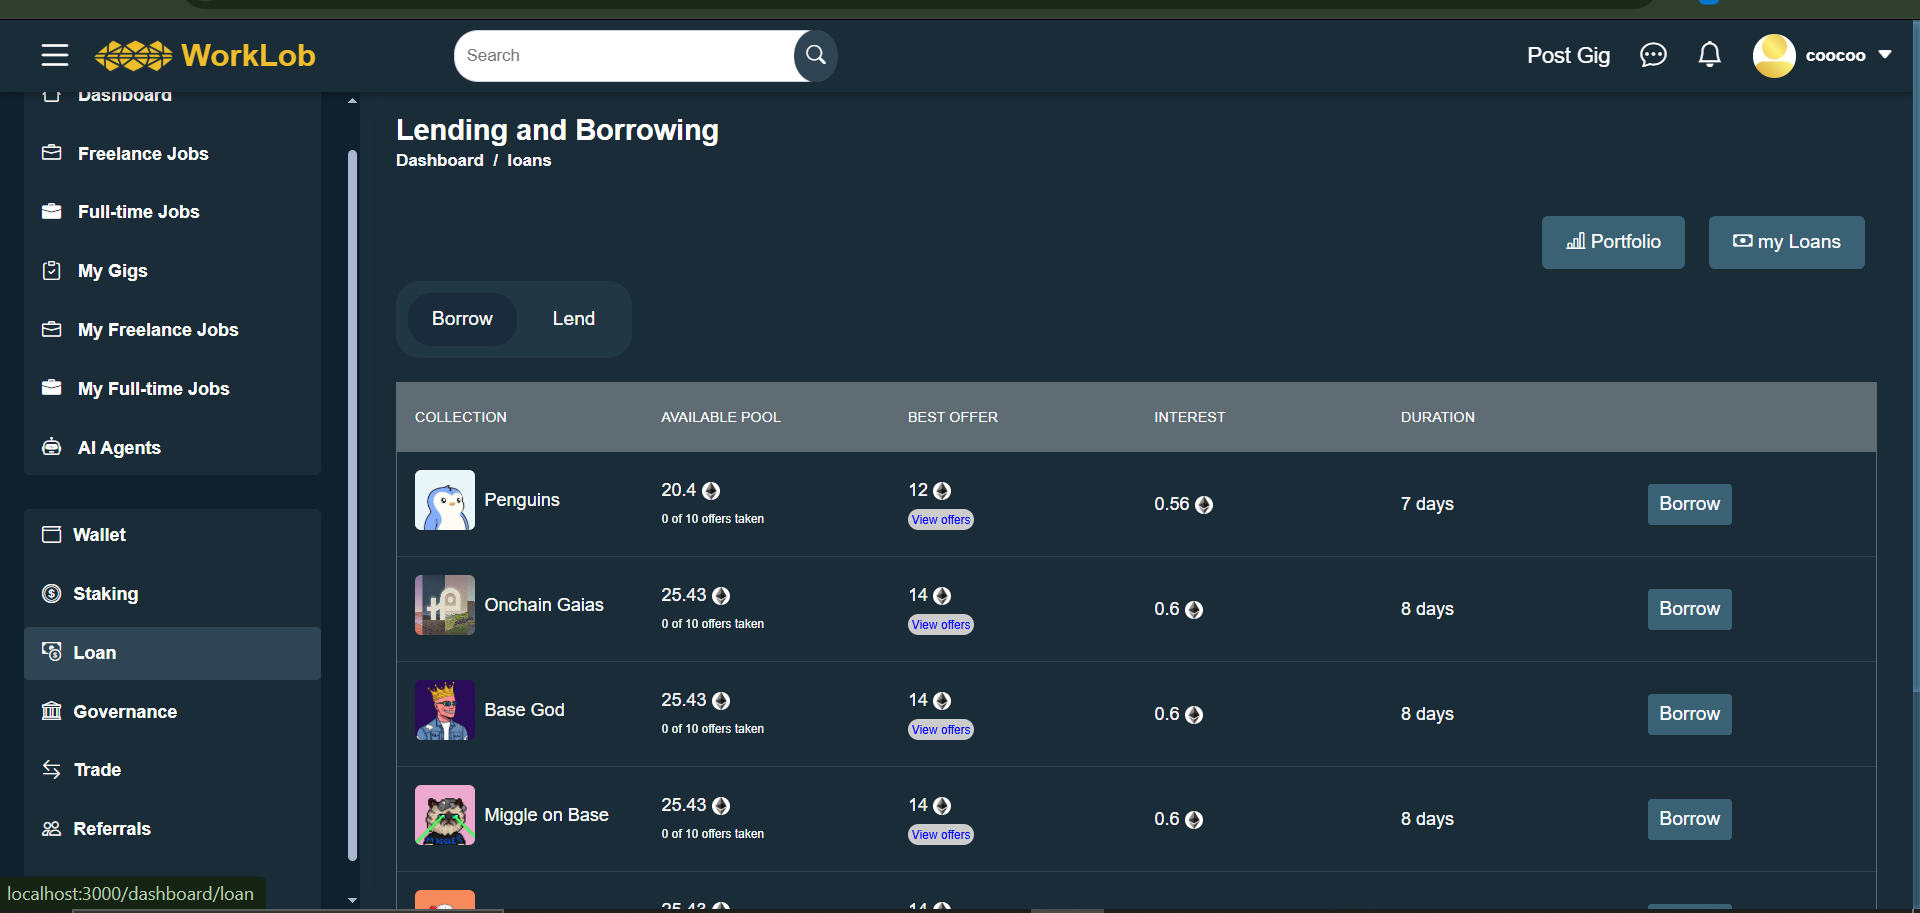 WorkLob
Search
Post Gig
coocoo
Dashboard
Freelance Jobs
Full-time Jobs
My Gigs
My Freelance Jobs
My Full-time Jobs
AI Agents
Wallet
Staking
Loan
Governance
Trade
Referrals
localhost:3000/dashboard/loan
Lending and Borrowing
Dashboard / loans
Portfolio
my Loans
Borrow Lend
COLLECTION AVAILABLE POOL BEST OFFER INTEREST DURATION
Penguins 20.4 12 0.56 7 days Borrow
0 of 10 offers taken View offers
Onchain Gaias 25.43 14 0.6 8 days Borrow
0 of 10 offers taken View offers
Base God 25.43 14 0.6 8 days Borrow
0 of 10 offers taken View offers
Miggle on Base 25.43 14 0.6 8 days Borrow
0 of 10 offers taken View offers
25.43 14